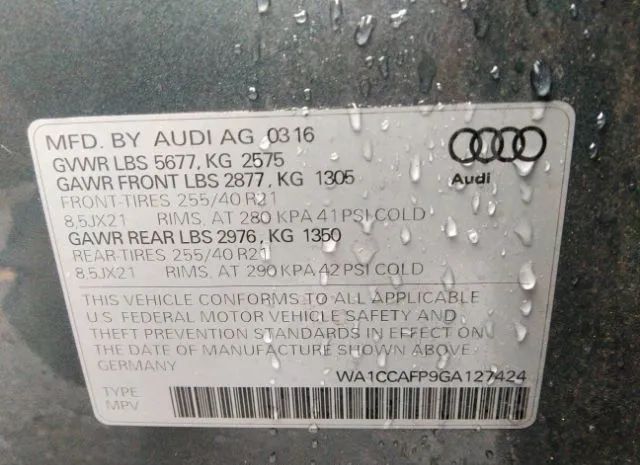 MFD. BY AUDI AG 0316
GVWR LBS 5677, KG 2575
GAWR FRONT LBS 2877, KG 1305
FRONT-TIRES 255/40 R21
8,5JX21 RIMS, AT 280 KPA 41 PSI COLD
GAWR REAR LBS 2976, KG 1350
REAR-TIRES 255/40 R21
8,5JX21 RIMS, AT 290 KPA 42 PSI COLD
Audi
THIS VEHICLE CONFORMS TO ALL APPLICABLE
U.S. FEDERAL MOTOR VEHICLE SAFETY AND
THEFT PREVENTION STANDARDS IN EFFECT ON
THE DATE OF MANUFACTURE SHOWN ABOVE.
GERMANY
WA1CCAFP9GA127424
TYPE
MPV